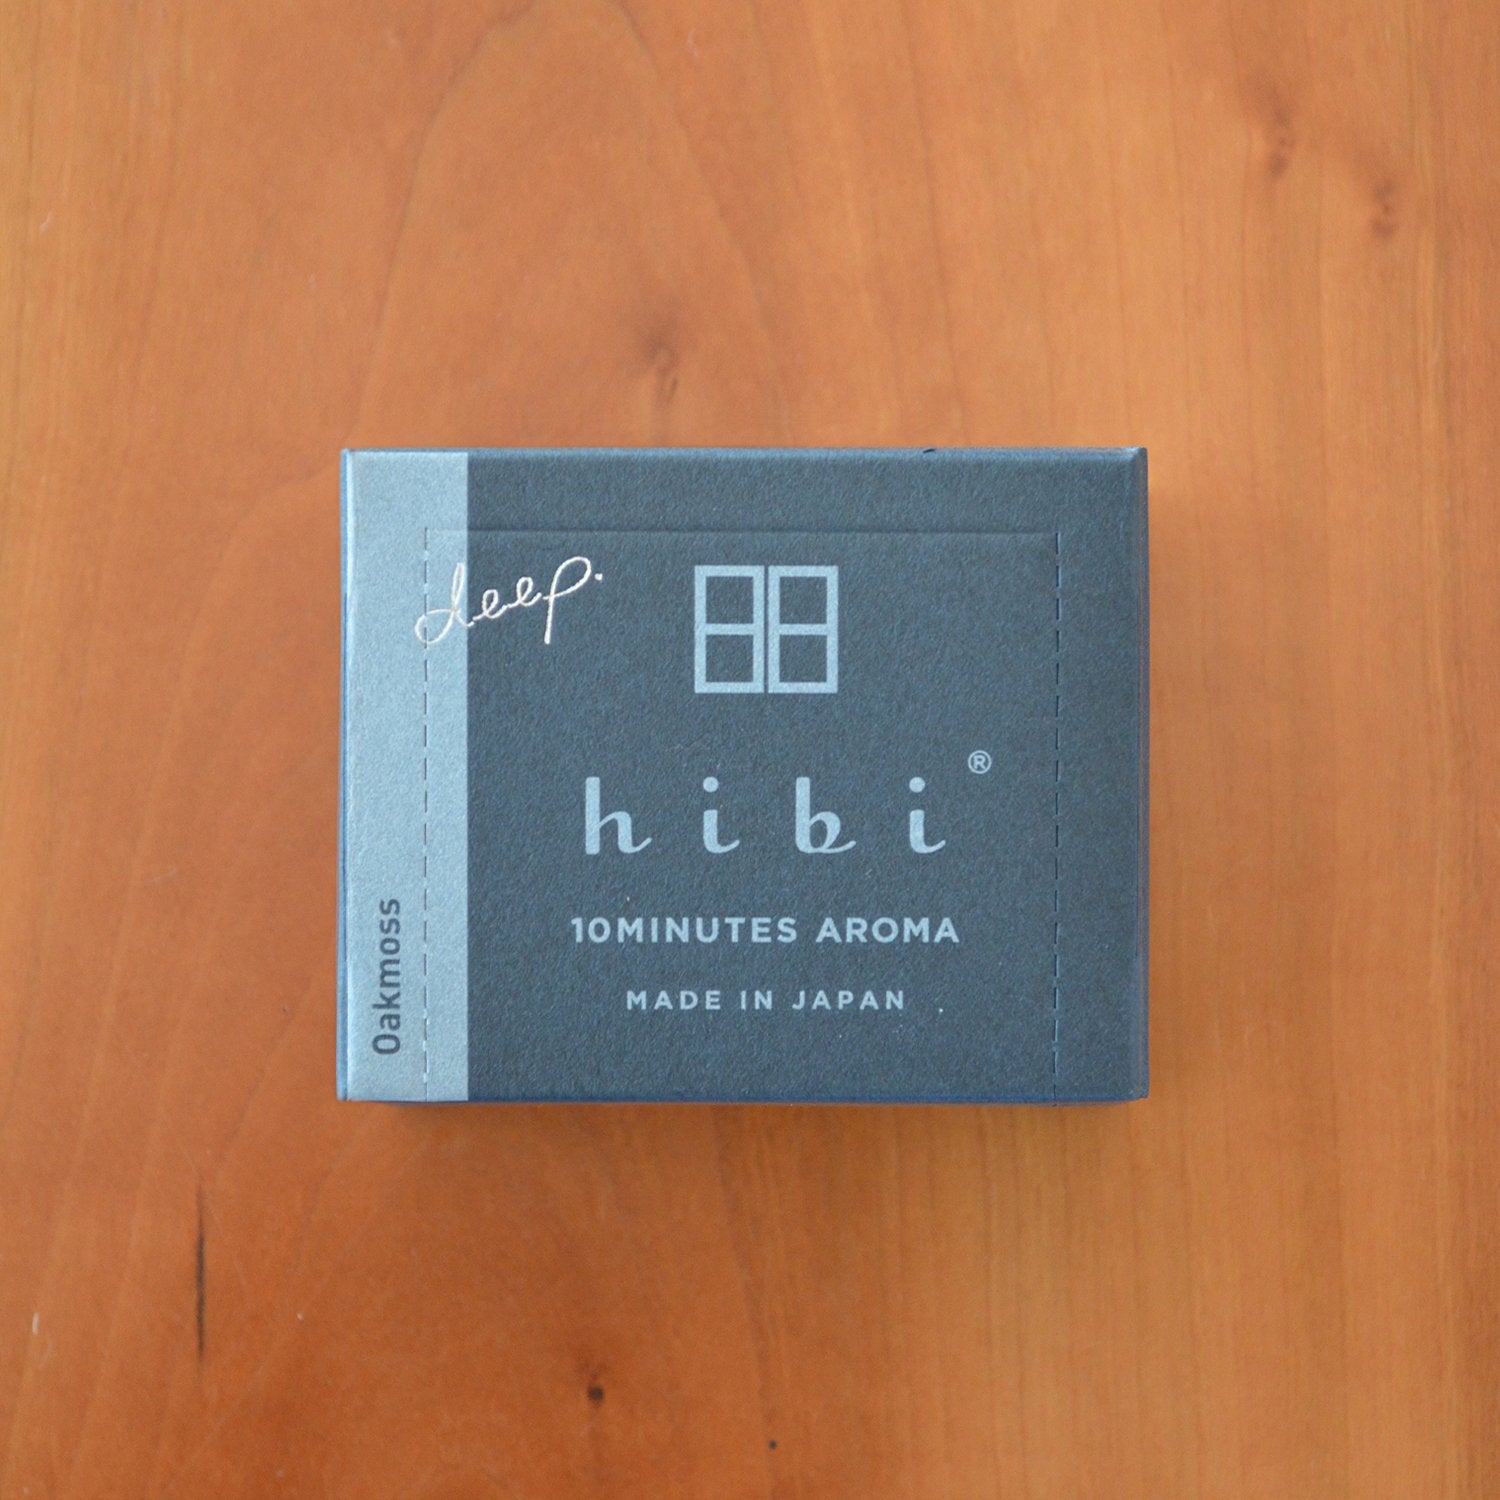 deep.
hibi®
10MINUTES AROMA
MADE IN JAPAN
Oakmoss